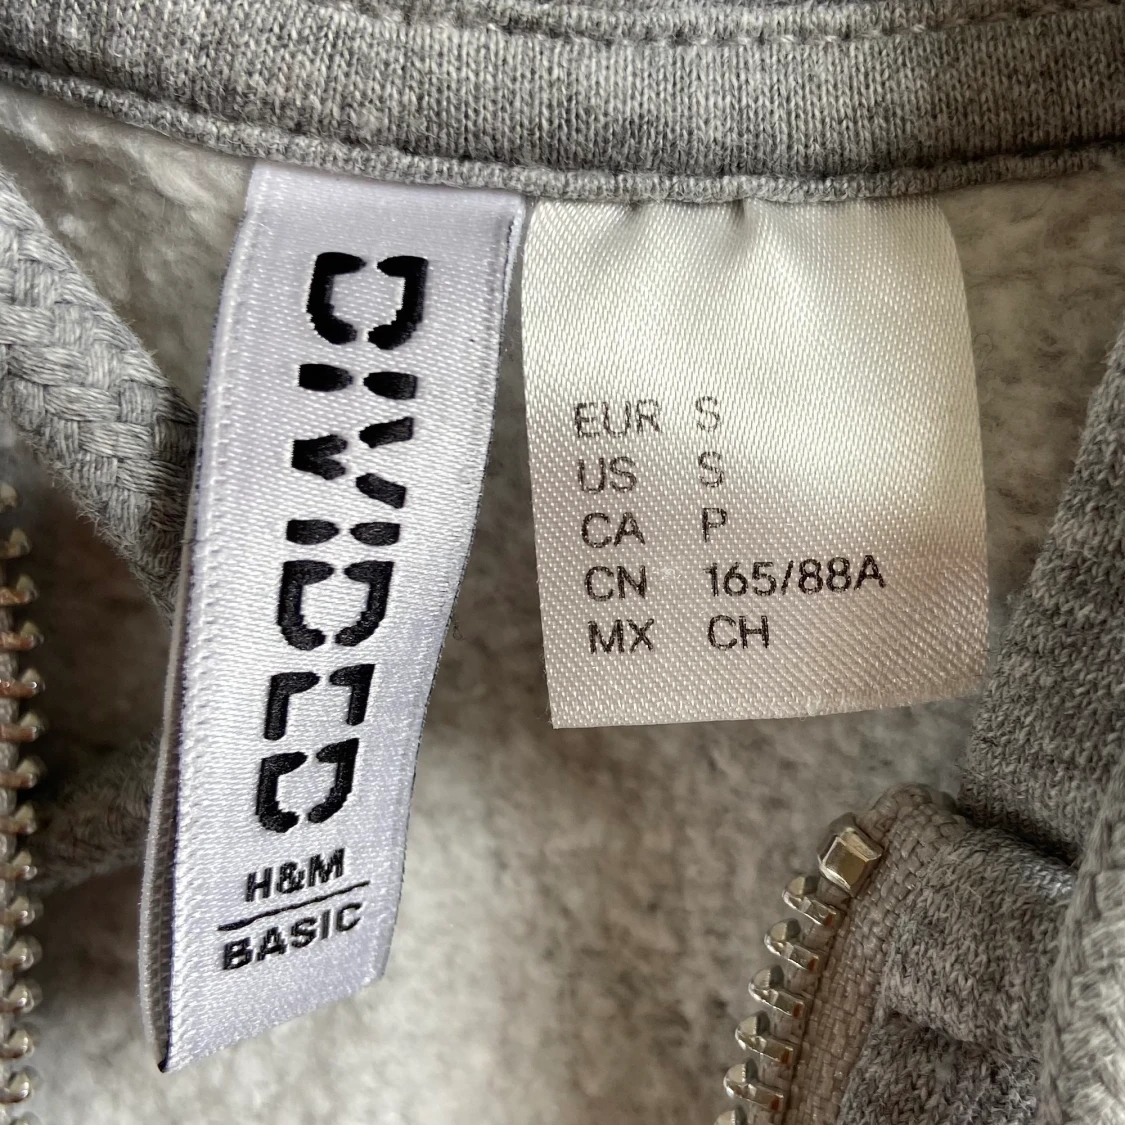 DIVIDED
H&M
BASIC
EUR S
US S
CA P
CN 165/88A
MX CH